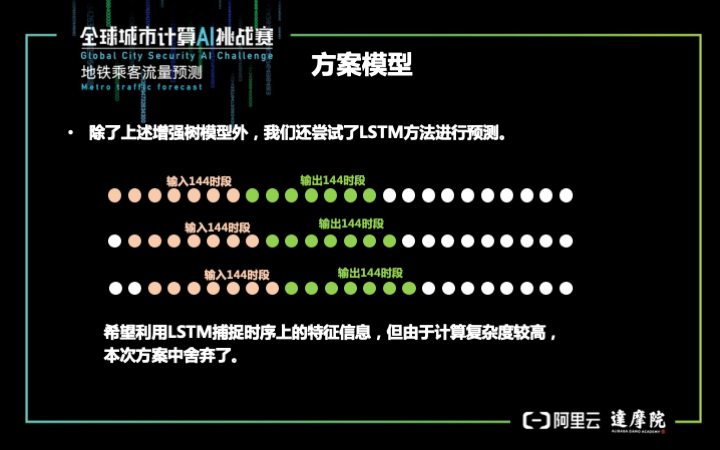 全球城市计算AI挑战赛
Global City Security AI Challenge
地铁乘客流量预测
Metro traffic forecast
方案模型
• 除了上述增强树模型外，我们还尝试了LSTM方法进行预测。
输入144时段 输出144时段
输入144时段 输出144时段
输入144时段 输出144时段
希望利用LSTM捕捉时序上的特征信息，但由于计算复杂度较高，
本次方案中舍弃了。
阿里云 達摩院
ALIBABA DAMO ACADEMY